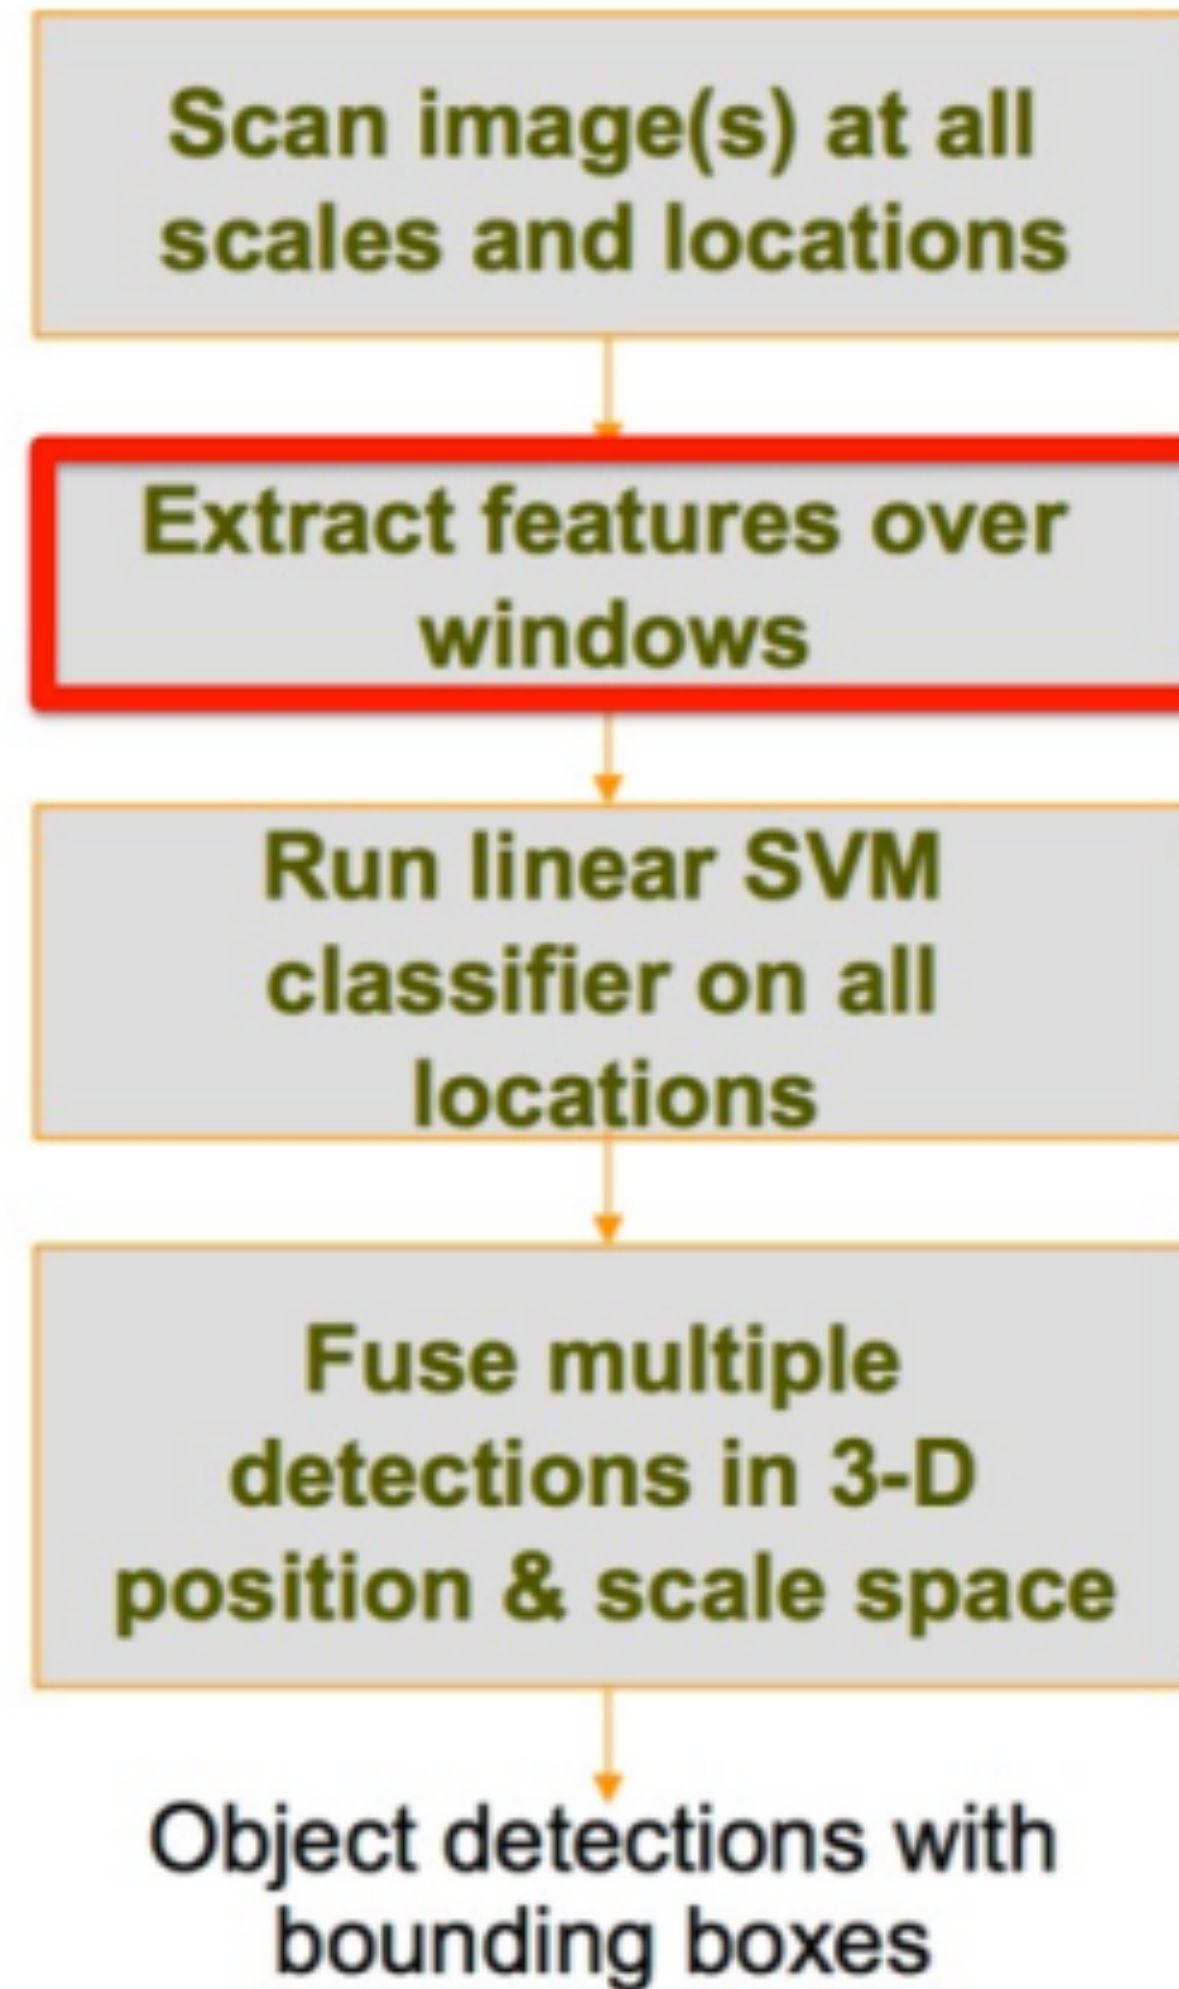 Scan image(s) at all
scales and locations
Extract features over
windows
Run linear SVM
classifier on all
locations
Fuse multiple
detections in 3-D
position & scale space
Object detections with
bounding boxes